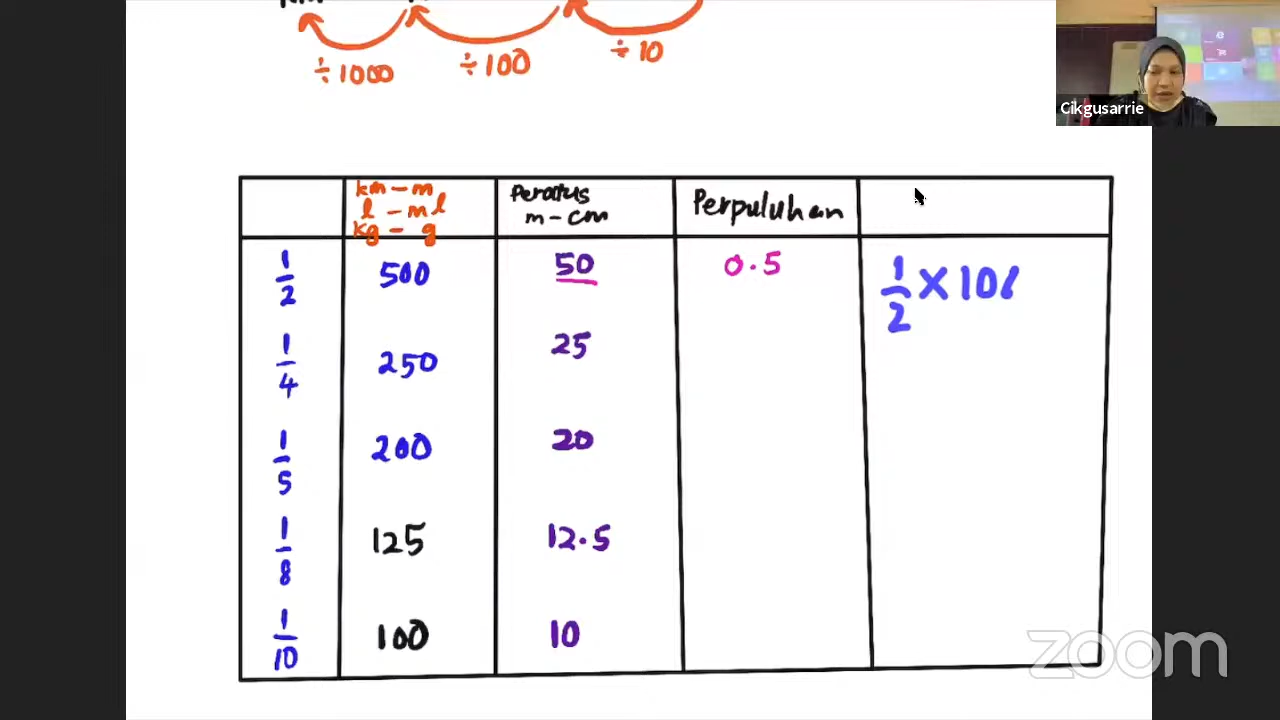 ÷1000 ÷100 ÷10
Cikgusarrie
km – m
l – ml
kg – g
Peratus
m – cm
Perpuluhan
1/2 500 50 0.5 1/2 × 10
1/4 250 25
1/5 200 20
1/8 125 12.5
1/10 100 10
zoom